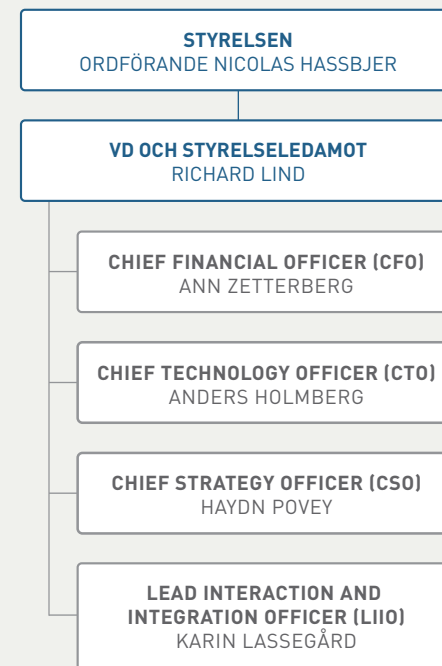 STYRELSEN
ORDFÖRANDE NICOLAS HASSBJER
VD OCH STYRELSELEDAMOT
RICHARD LIND
CHIEF FINANCIAL OFFICER (CFO)
ANN ZETTERBERG
CHIEF TECHNOLOGY OFFICER (CTO)
ANDERS HOLMBERG
CHIEF STRATEGY OFFICER (CSO)
HAYDN POVEY
LEAD INTERACTION AND
INTEGRATION OFFICER (LIIO)
KARIN LASSEGÅRD